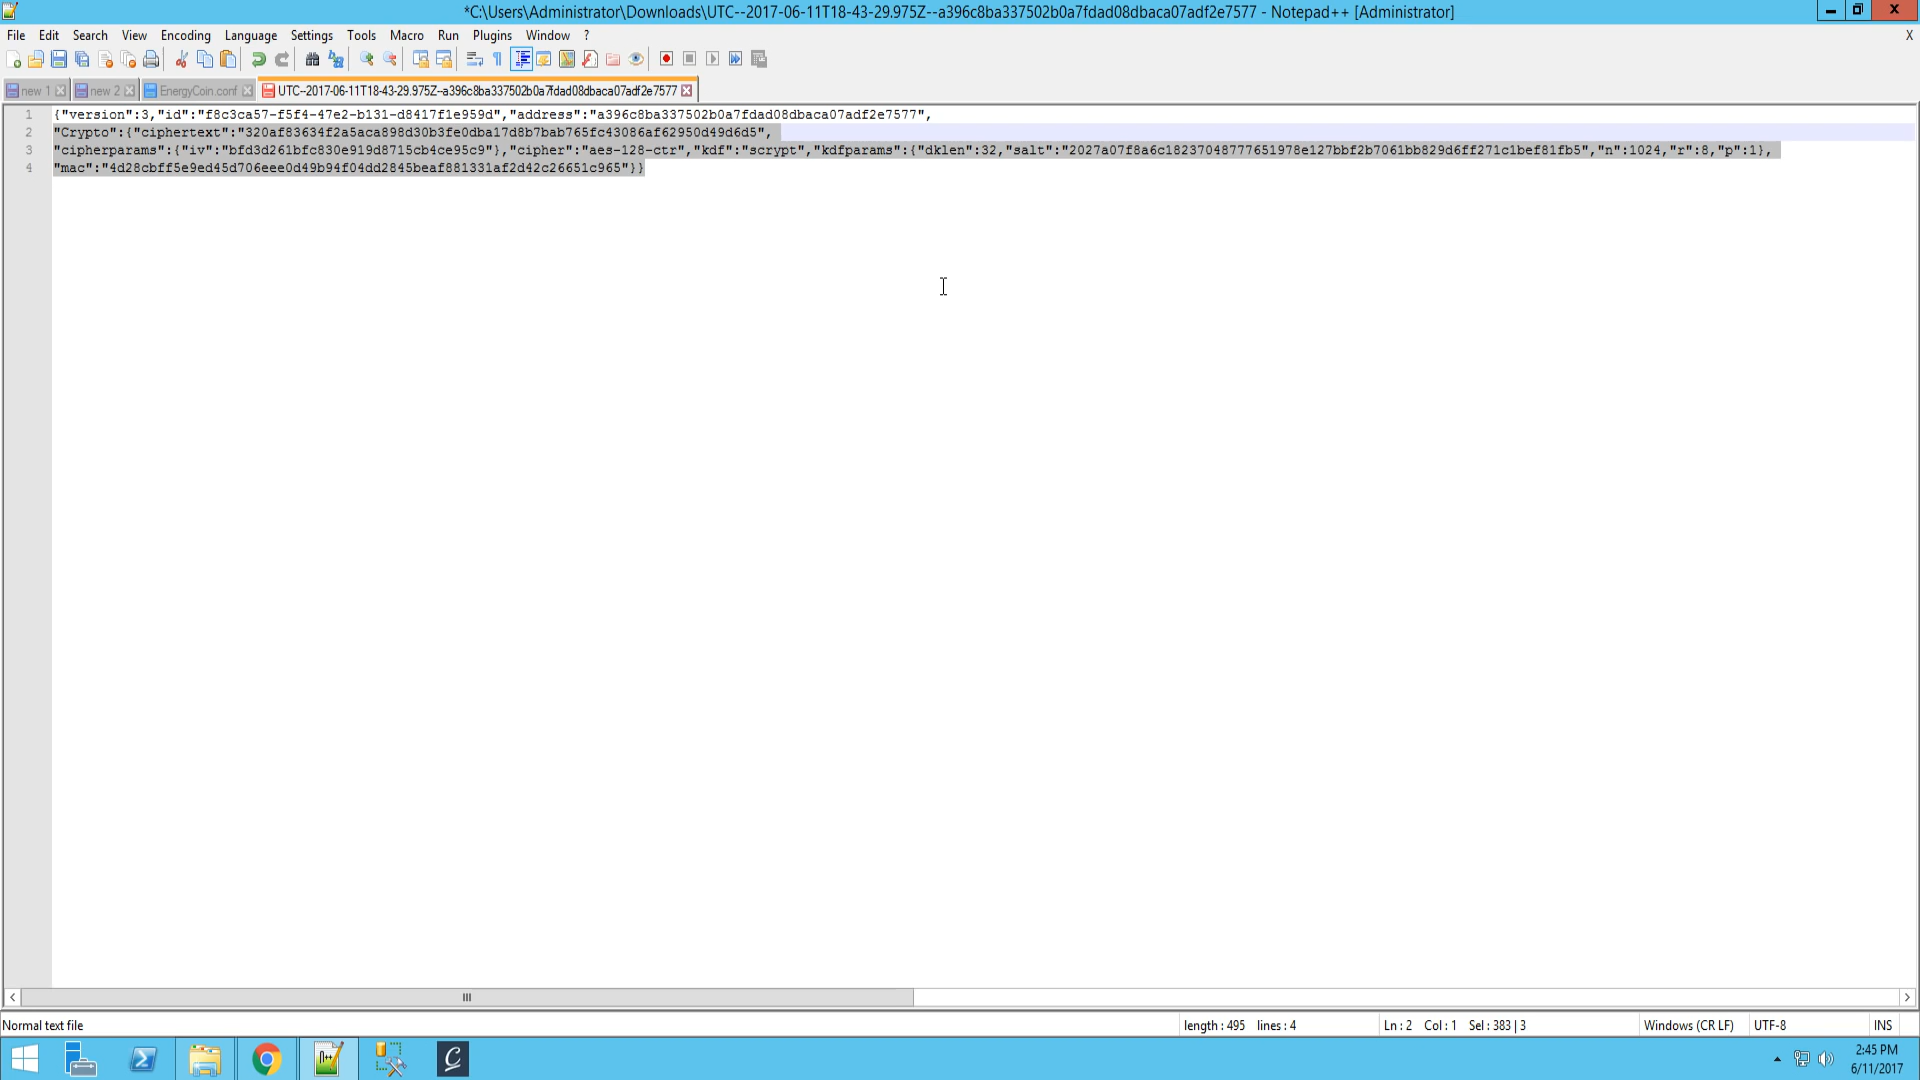 *C:\Users\Administrator\Downloads\UTC--2017-06-11T18-43-29.975Z--a396c8ba337502b0a7fdad08dbaca07adf2e7577 - Notepad++ [Administrator]
File Edit Search View Encoding Language Settings Tools Macro Run Plugins Window ? X
new 1 new 2 EnergyCoin.conf UTC--2017-06-11T18-43-29.975Z--a396c8ba337502b0a7fdad08dbaca07adf2e7577
1 {"version":3,"id":"f8c3ca57-f5f4-47e2-b131-d8417f1e959d","address":"a396c8ba337502b0a7fdad08dbaca07adf2e7577",
2 "Crypto":{"ciphertext":"320af83634f2a5aca898d30b3fe0dba17d8b7bab765fc43086af62950d49d6d5",
3 "cipherparams":{"iv":"bfd3d261bfc830e919d8715cb4ce95c9"},"cipher":"aes-128-ctr","kdf":"scrypt","kdfparams":{"dklen":32,"salt":"2027a07f8a6c18237048777651978e127bbf2b7061bb829d6ff271c1bef81fb5","n":1024,"r":8,"p":1},
4 "mac":"4d28cbff5e9ed45d706eee0d49b94f04dd2845beaf881331af2d42c26651c965"}}
Normal text file length : 495 lines : 4 Ln : 2 Col : 1 Sel : 383 | 3 Windows (CR LF) UTF-8 INS
2:45 PM
6/11/2017